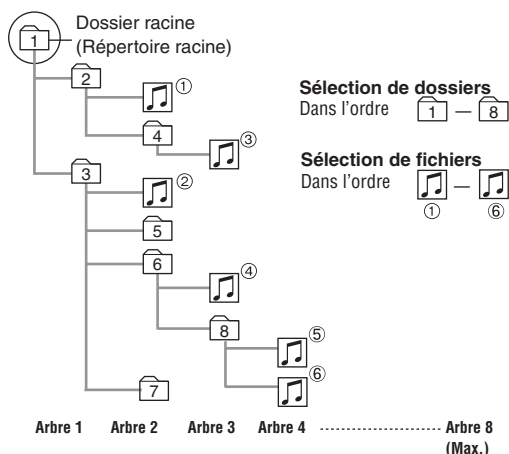 Dossier racine
(Répertoire racine)
1
2
①
4
③
3
②
5
6
④
8
⑤
⑥
7
Sélection de dossiers
Dans l’ordre 1 — 8
Sélection de fichiers
Dans l’ordre —
① ⑥
Arbre 1 Arbre 2 Arbre 3 Arbre 4 ------------------------ Arbre 8
(Max.)